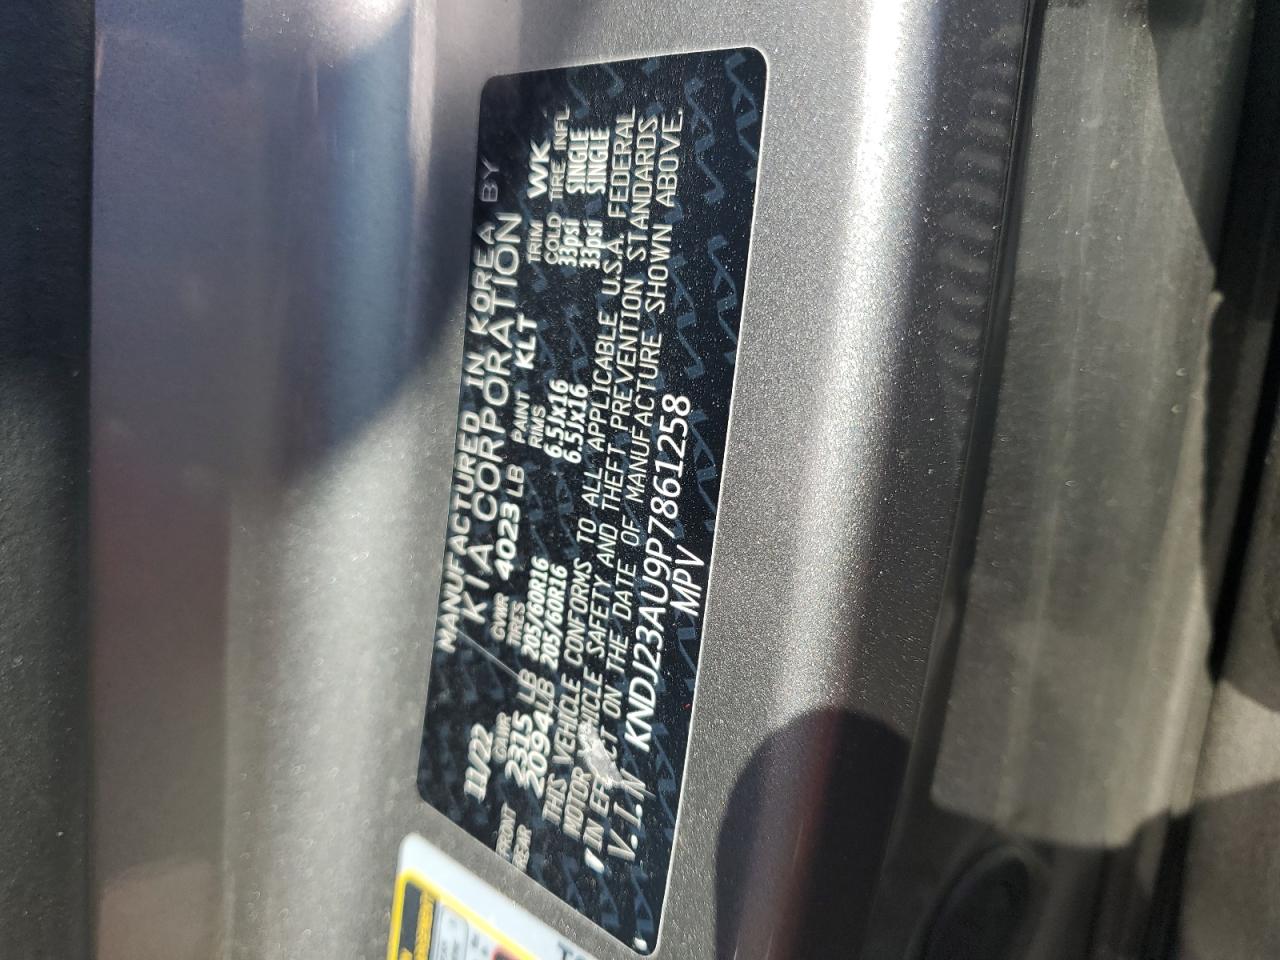 MANUFACTURED IN KOREA BY
KIA CORPORATION
11/22 GVWR 4023 LB PAINT KLT TRIM WK
GAWR TIRES RIMS COLD TIRE INFL.
FRONT 2315 LB 205/60R16 6.5Jx16 33psi SINGLE
REAR 2094 LB 205/60R16 6.5Jx16 33psi SINGLE
THIS VEHICLE CONFORMS TO ALL APPLICABLE U.S.A. FEDERAL
MOTOR VEHICLE SAFETY AND THEFT PREVENTION STANDARDS
IN EFFECT ON THE DATE OF MANUFACTURE SHOWN ABOVE.
V.I.N KNDJ23AU9P7861258
MPV